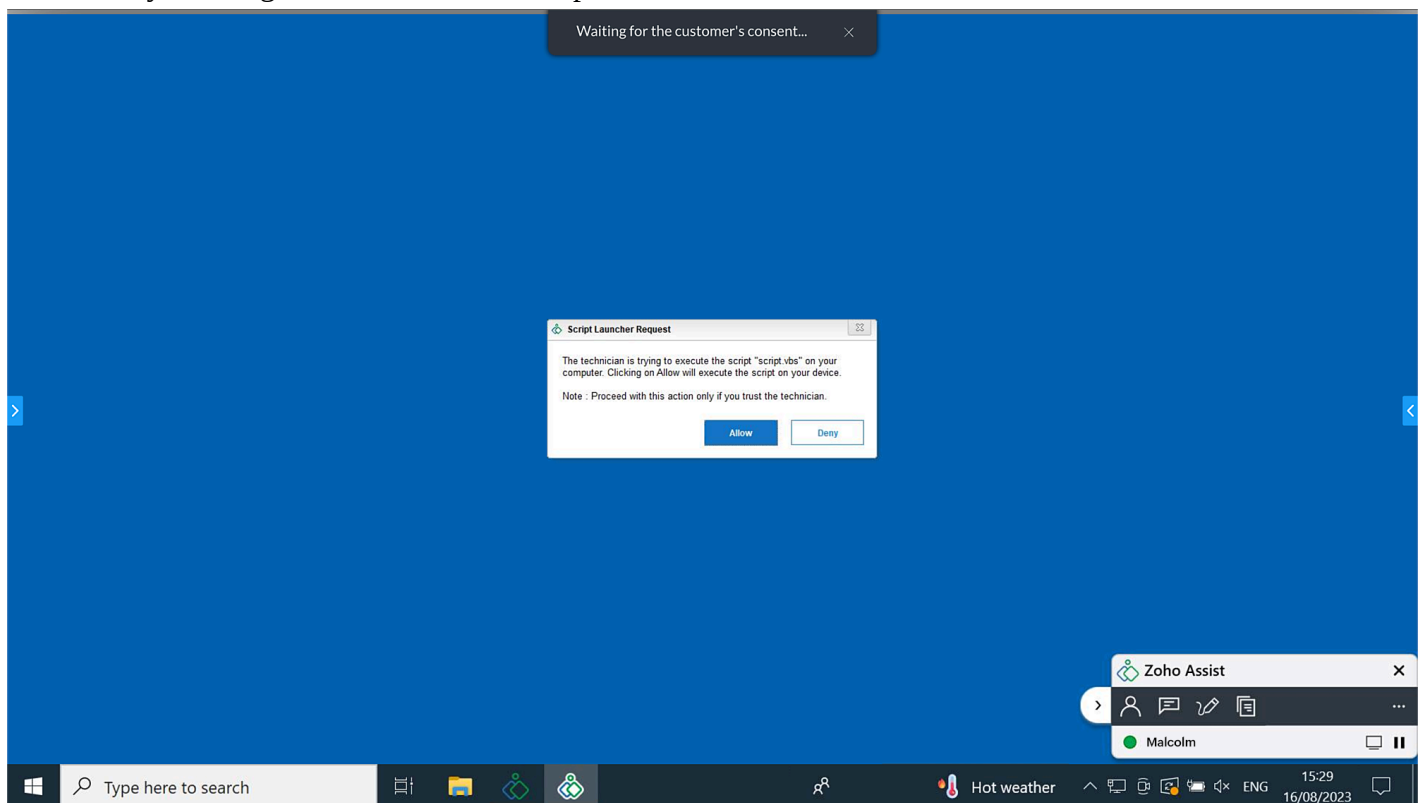 Waiting for the customer's consent...
Script Launcher Request
The technician is trying to execute the script "script.vbs" on your
computer. Clicking on Allow will execute the script on your device.
Note : Proceed with this action only if you trust the technician.
Allow
Deny
Zoho Assist
Malcolm
Type here to search
Hot weather
ENG
15:29
16/08/2023